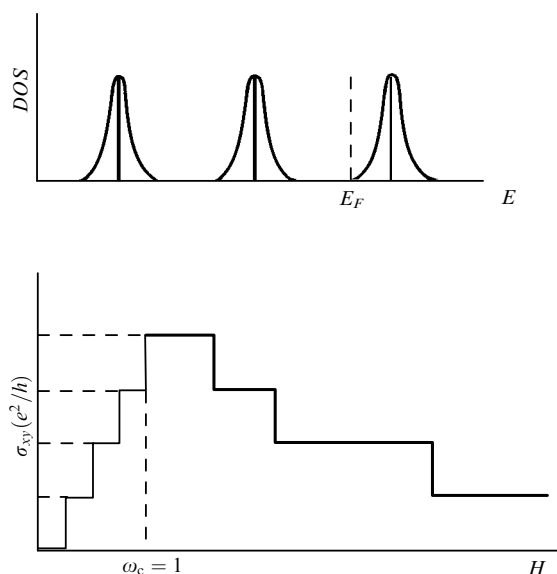 DOS
E_F
E
σ_xy(e²/h)
ω_c = 1
H